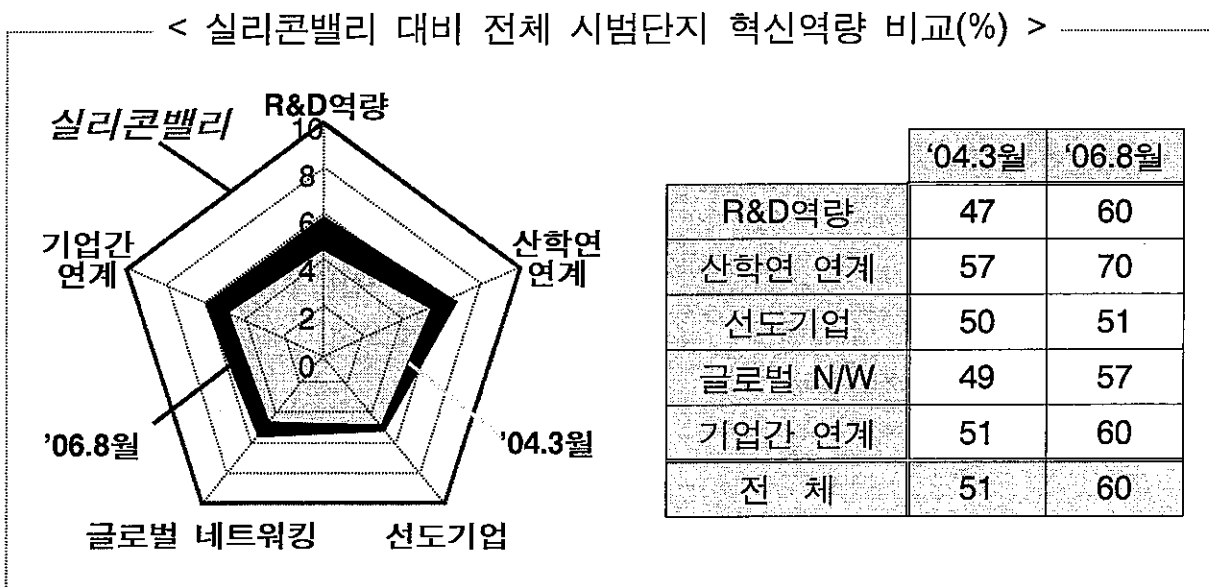 < 실리콘밸리 대비 전체 시범단지 혁신역량 비교(%) >
실리콘밸리
R&D역량
10
8
6
4
2
0
기업간
연계
산학연
연계
'06.8월
'04.3월
글로벌 네트워킹
선도기업
'04.3월 '06.8월
R&D역량 47 60
산학연 연계 57 70
선도기업 50 51
글로벌 N/W 49 57
기업간 연계 51 60
전 체 51 60